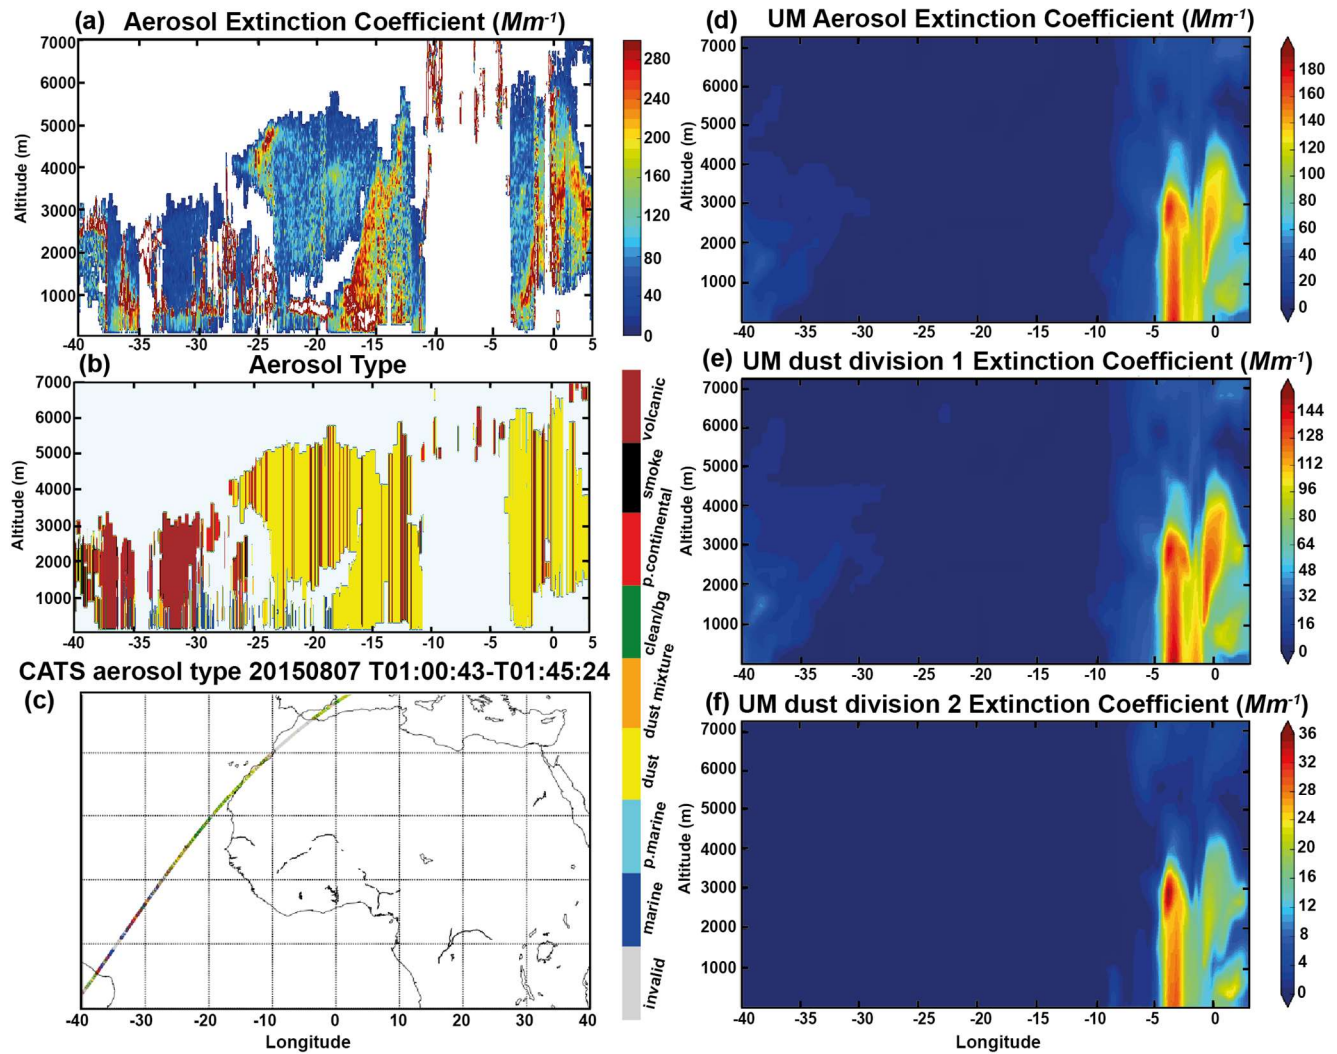 (a) Aerosol Extinction Coefficient (Mm⁻¹)
Altitude (m)
7000
6000
5000
4000
3000
2000
1000
-40 -35 -30 -25 -20 -15 -10 -5 0 5
280
240
200
160
120
80
40
0
(b) Aerosol Type
Altitude (m)
7000
6000
5000
4000
3000
2000
1000
-40 -35 -30 -25 -20 -15 -10 -5 0 5
volcanic
smoke
p.continental
clean/bg
dust mixture
dust
p.marine
marine
invalid
CATS aerosol type 20150807 T01:00:43-T01:45:24
(c)
-40 -30 -20 -10 0 10 20 30 40
Longitude
(d) UM Aerosol Extinction Coefficient (Mm⁻¹)
Altitude (m)
7000
6000
5000
4000
3000
2000
1000
-40 -35 -30 -25 -20 -15 -10 -5 0
180
160
140
120
100
80
60
40
20
0
(e) UM dust division 1 Extinction Coefficient (Mm⁻¹)
Altitude (m)
7000
6000
5000
4000
3000
2000
1000
-40 -35 -30 -25 -20 -15 -10 -5 0
144
128
112
96
80
64
48
32
16
0
(f) UM dust division 2 Extinction Coefficient (Mm⁻¹)
Altitude (m)
7000
6000
5000
4000
3000
2000
1000
-40 -35 -30 -25 -20 -15 -10 -5 0
Longitude
36
32
28
24
20
16
12
8
4
0